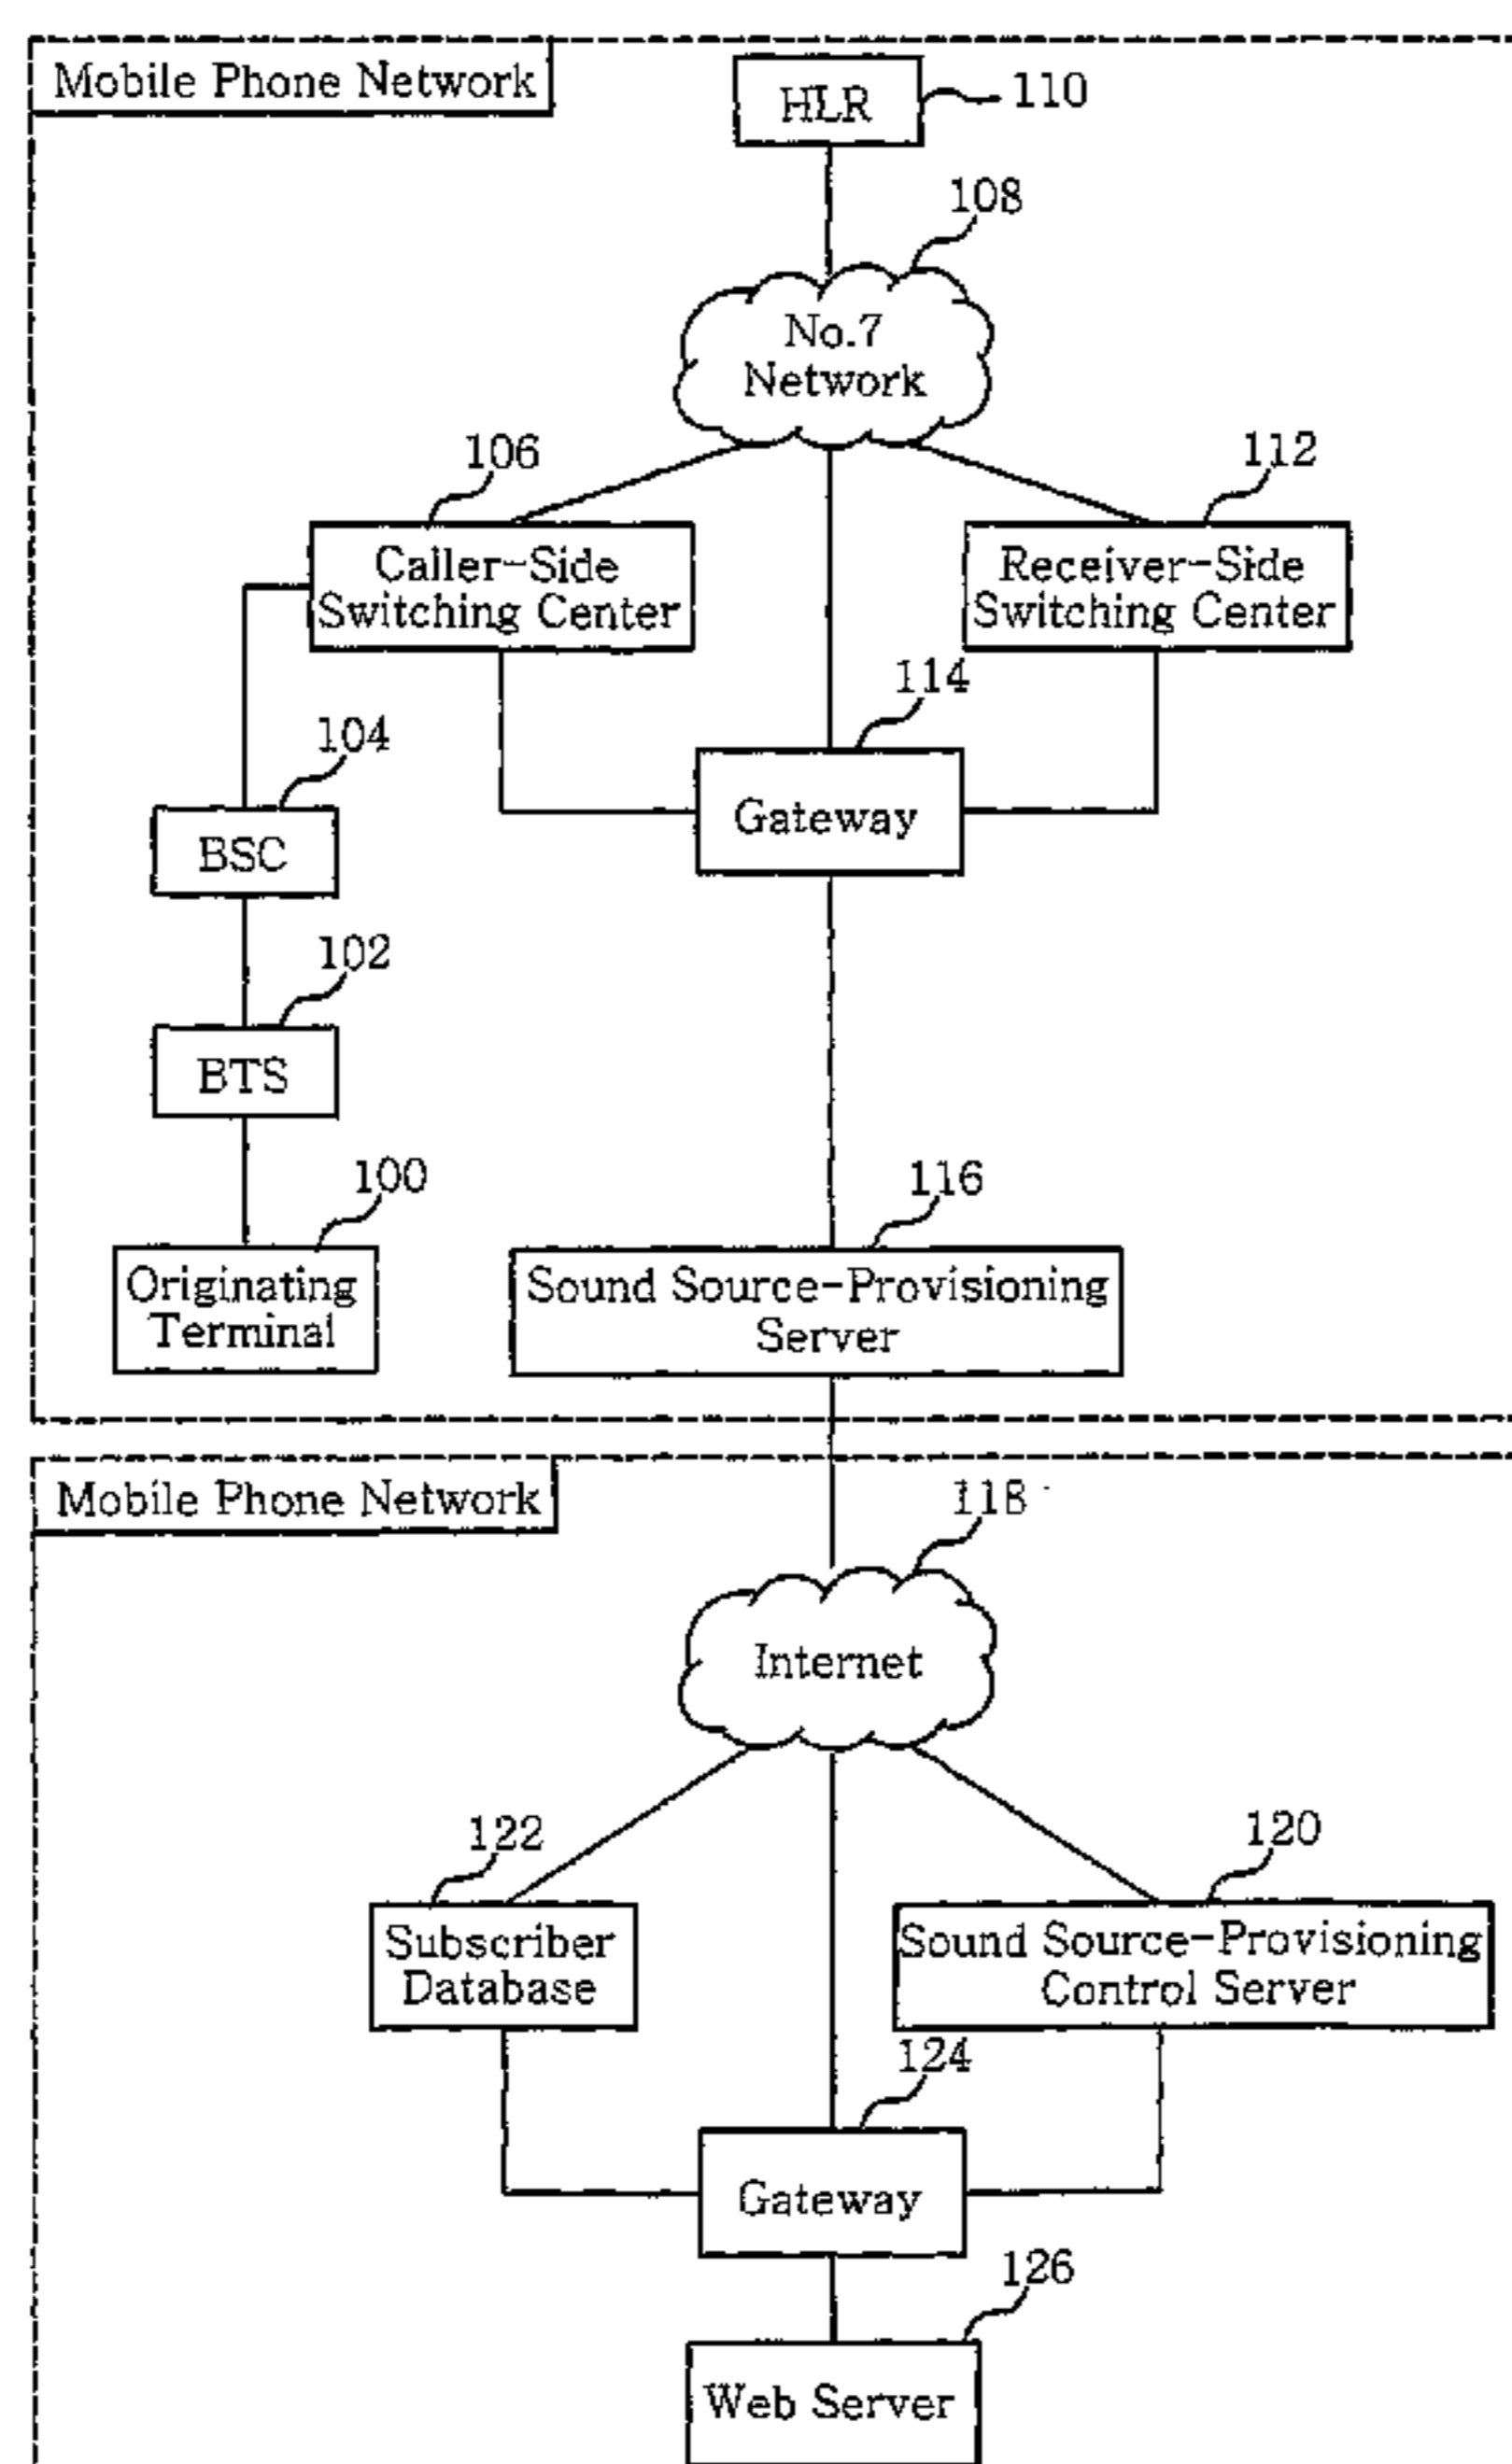 Mobile Phone Network
HLR
110
108
No.7
Network
106
112
Caller-Side
Switching Center
Receiver-Side
Switching Center
114
104
Gateway
BSC
102
BTS
100
116
Originating
Terminal
Sound Source-Provisioning
Server
Mobile Phone Network
118
Internet
122
120
Subscriber
Database
Sound Source-Provisioning
Control Server
124
Gateway
126
Web Server